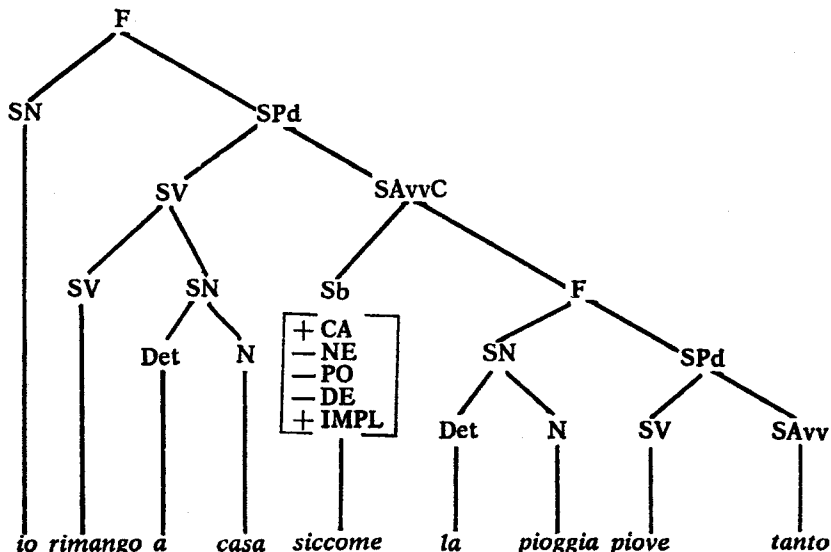 F
SN SPd
SV SAvvC
SV SN Sb F
+ CA
Det N — NE SN SPd
— PO
— DE
+ IMPL Det N SV SAvv
io rimango a casa siccome la pioggia piove tanto